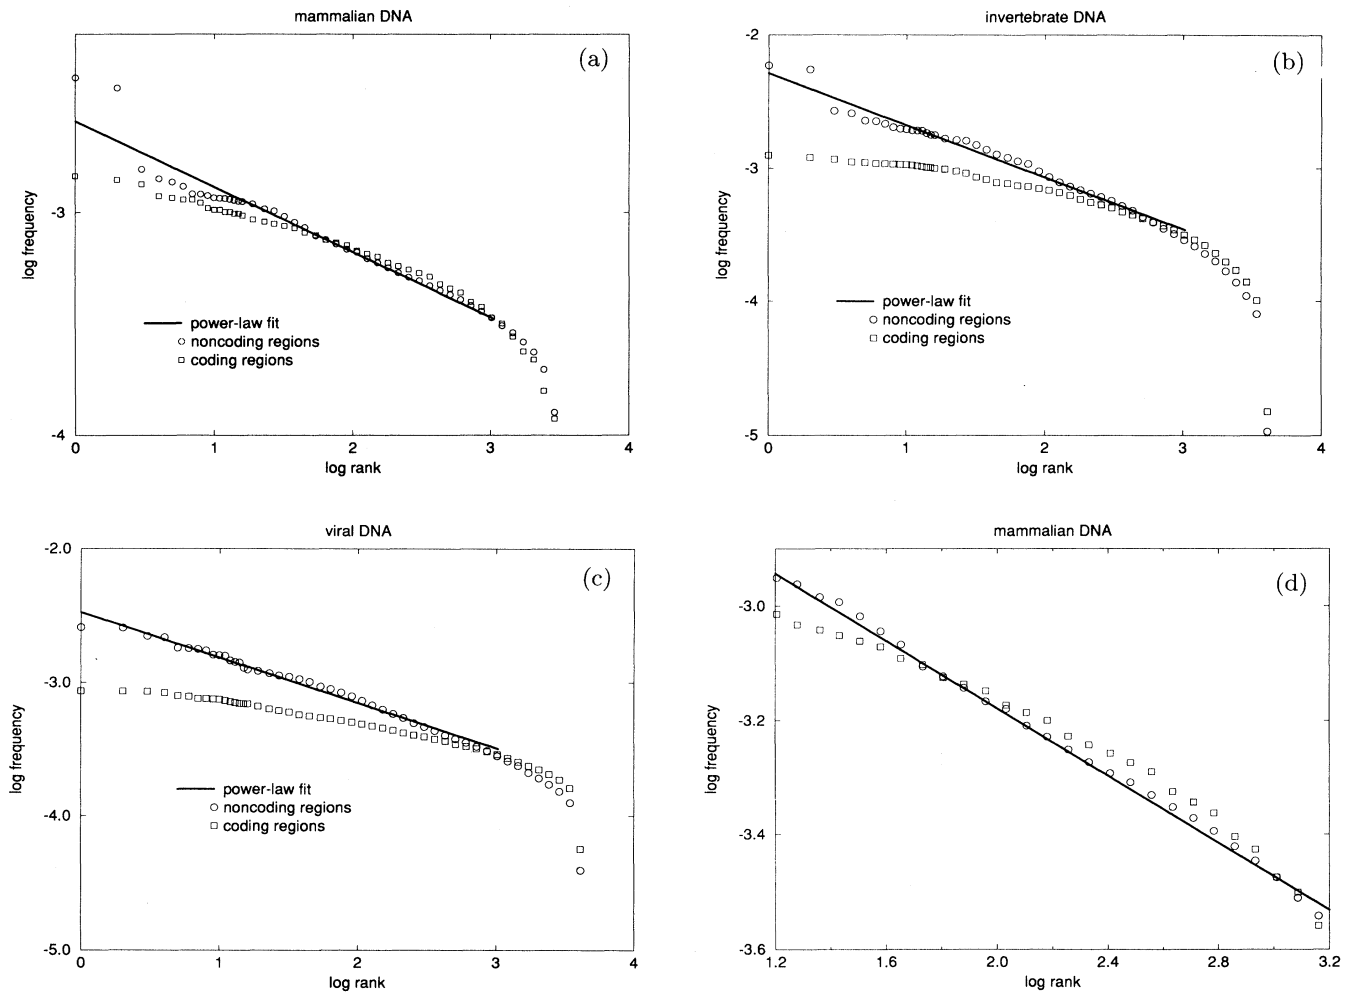 mammalian DNA
(a)
-3
-4
log frequency
power-law fit
noncoding regions
coding regions
0 1 2 3 4
log rank
invertebrate DNA
(b)
-2
-3
-4
-5
log frequency
power-law fit
noncoding regions
coding regions
0 1 2 3 4
log rank
viral DNA
(c)
-2.0
-3.0
-4.0
-5.0
log frequency
power-law fit
noncoding regions
coding regions
0 1 2 3 4
log rank
mammalian DNA
(d)
-3.0
-3.2
-3.4
-3.6
log frequency
1.2 1.6 2.0 2.4 2.8 3.2
log rank